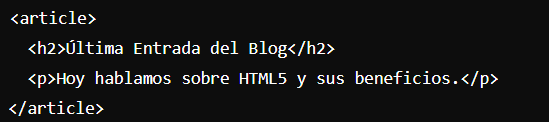 <article>
  <h2>Última Entrada del Blog</h2>
  <p>Hoy hablamos sobre HTML5 y sus beneficios.</p>
</article>